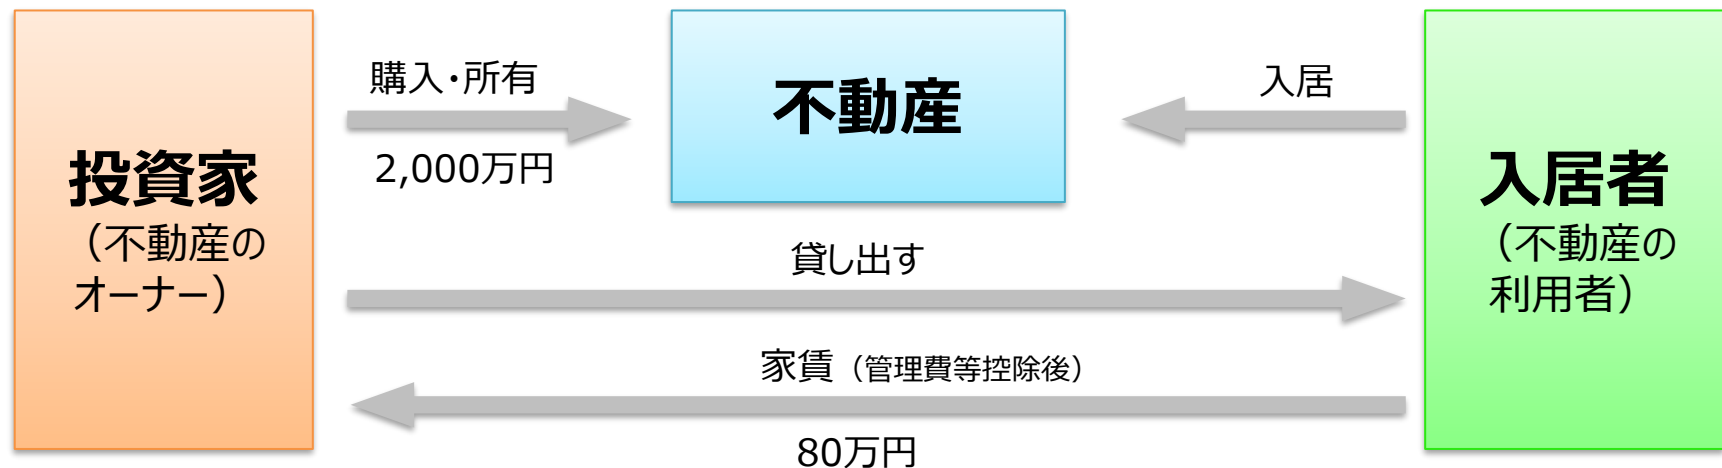 投資家
（不動産の
オーナー）
購入・所有
2,000万円
不動産
入居
入居者
（不動産の
利用者）
貸し出す
家賃（管理費等控除後）
80万円